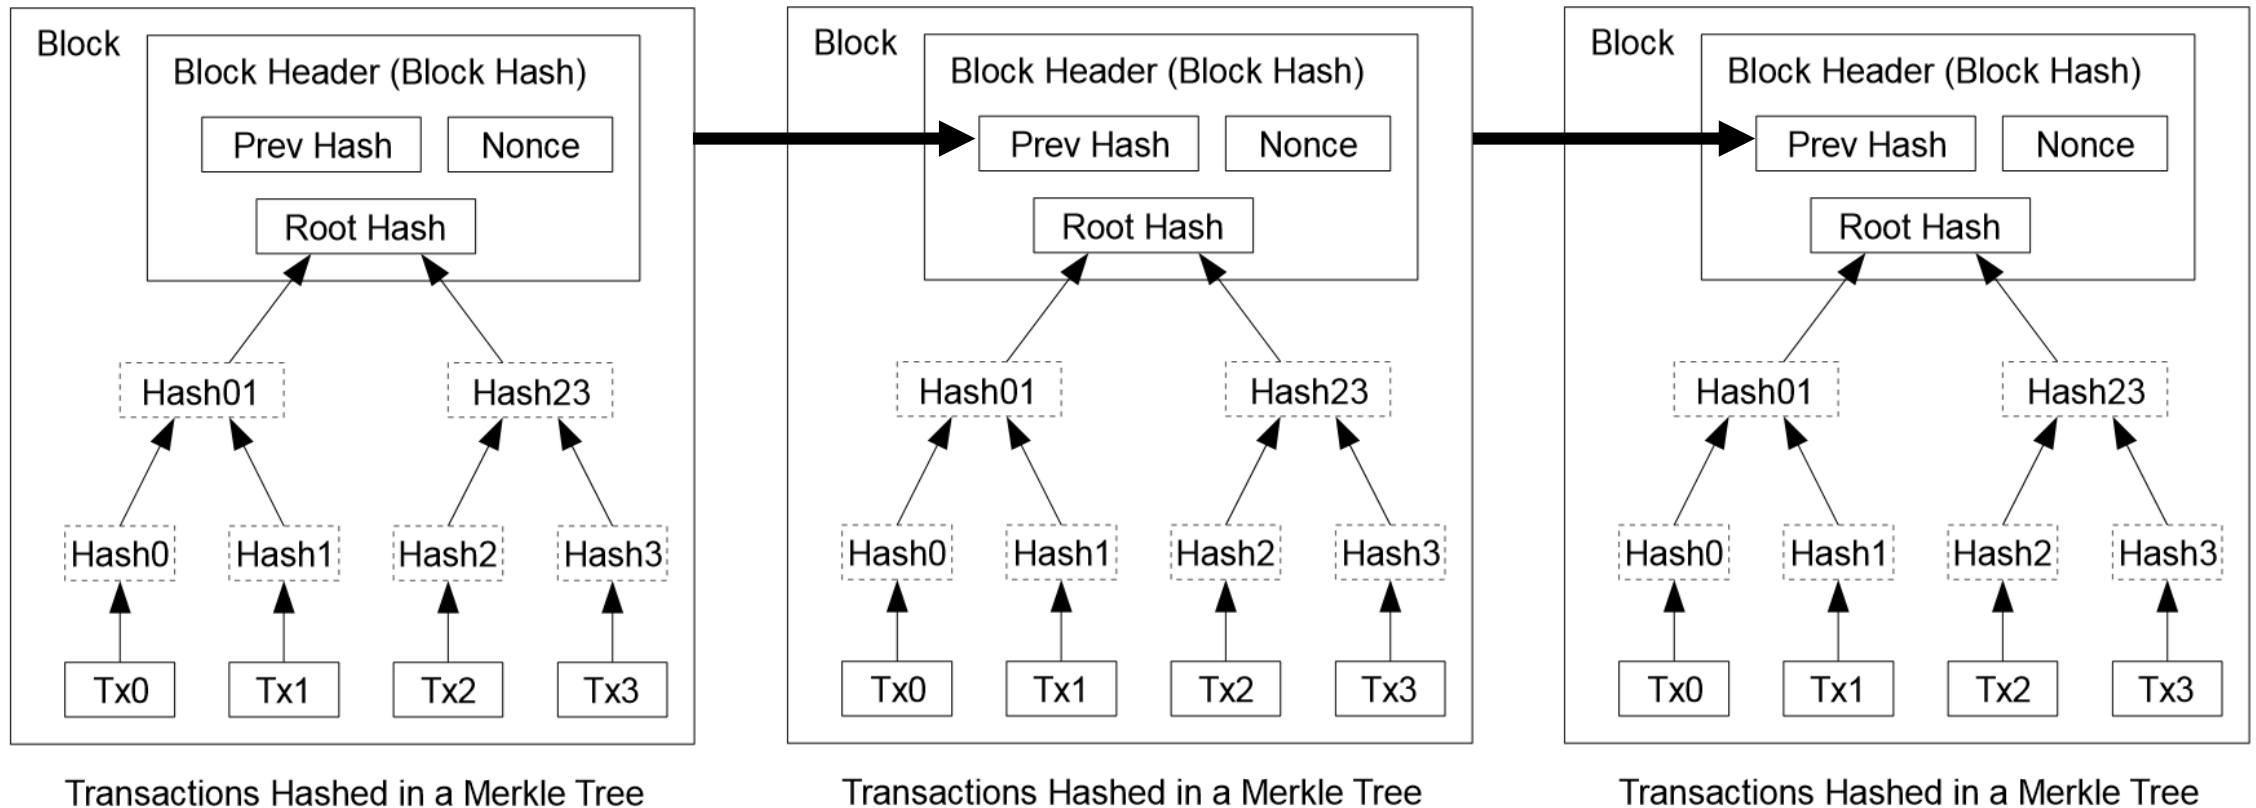 Block
Block Header (Block Hash)
Prev Hash
Nonce
Root Hash
Hash01
Hash23
Hash0
Hash1
Hash2
Hash3
Tx0
Tx1
Tx2
Tx3
Transactions Hashed in a Merkle Tree
Block
Block Header (Block Hash)
Prev Hash
Nonce
Root Hash
Hash01
Hash23
Hash0
Hash1
Hash2
Hash3
Tx0
Tx1
Tx2
Tx3
Transactions Hashed in a Merkle Tree
Block
Block Header (Block Hash)
Prev Hash
Nonce
Root Hash
Hash01
Hash23
Hash0
Hash1
Hash2
Hash3
Tx0
Tx1
Tx2
Tx3
Transactions Hashed in a Merkle Tree